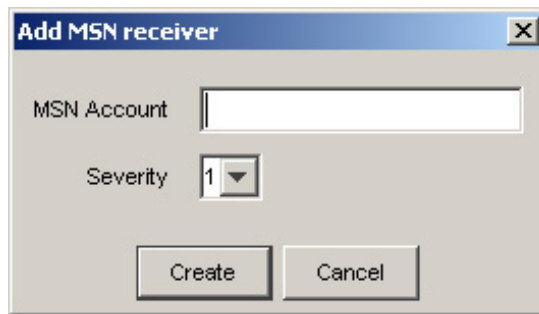 Add MSN receiver
MSN Account
Severity 1
Create Cancel